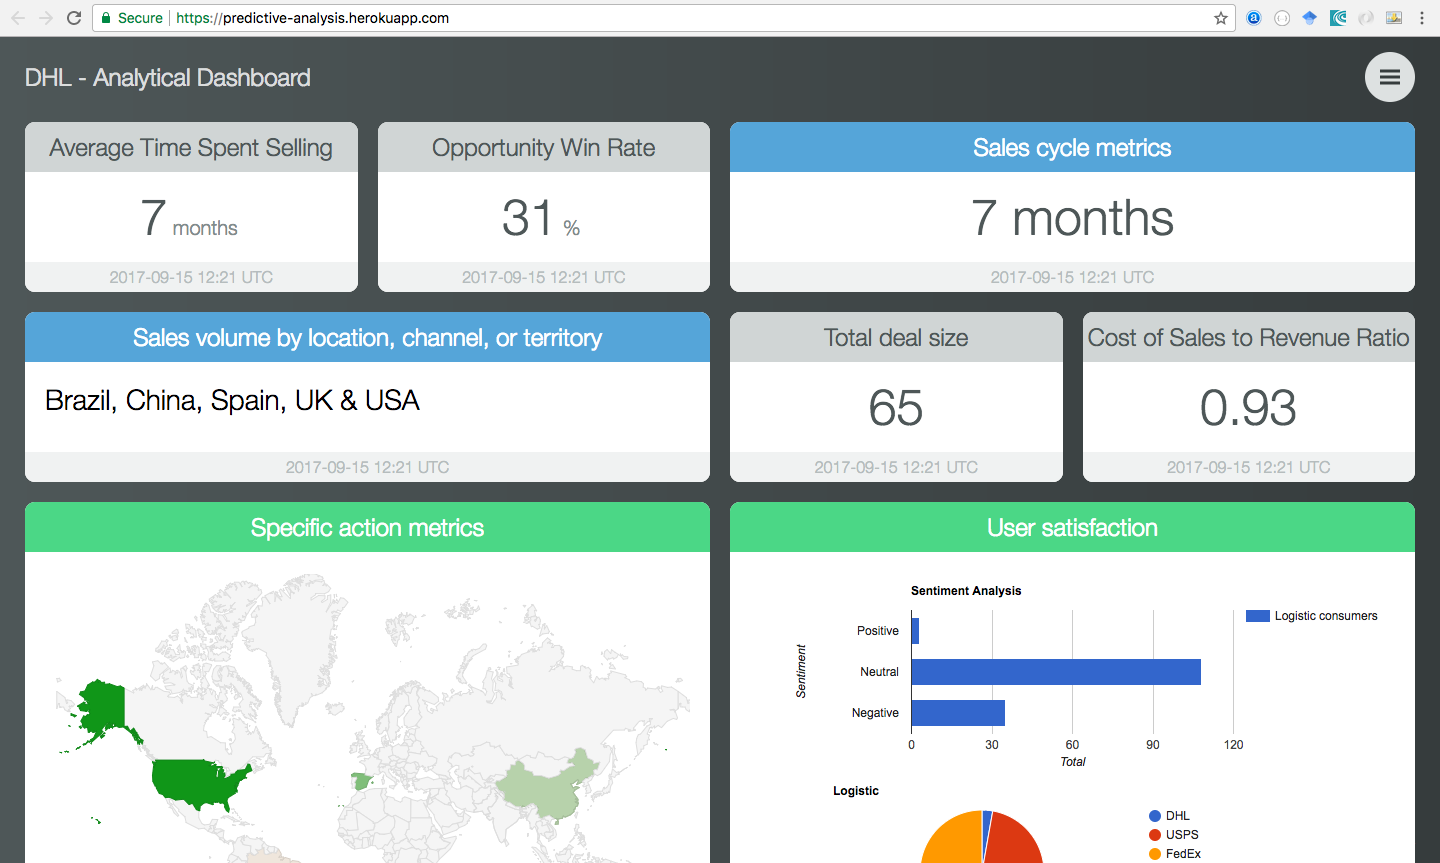 Secure https://predictive-analysis.herokuapp.com
DHL - Analytical Dashboard
Average Time Spent Selling
7 months
2017-09-15 12:21 UTC
Opportunity Win Rate
31 %
2017-09-15 12:21 UTC
Sales cycle metrics
7 months
2017-09-15 12:21 UTC
Sales volume by location, channel, or territory
Brazil, China, Spain, UK & USA
2017-09-15 12:21 UTC
Total deal size
65
2017-09-15 12:21 UTC
Cost of Sales to Revenue Ratio
0.93
2017-09-15 12:21 UTC
Specific action metrics
User satisfaction
Sentiment Analysis
Logistic consumers
Sentiment
Positive
Neutral
Negative
0 30 60 90 120
Total
Logistic
DHL
USPS
FedEx